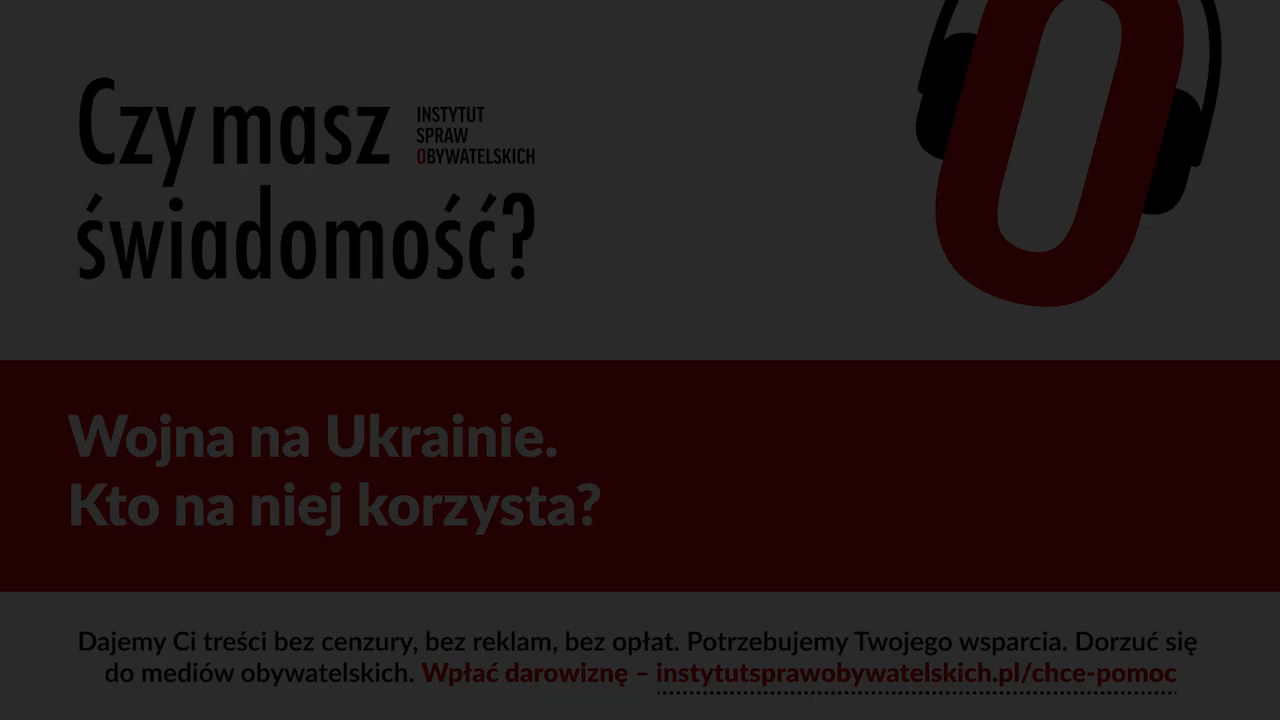 Czy masz
INSTYTUT
SPRAW
OBYWATELSKICH
świadomość?
Wojna na Ukrainie.
Kto na niej korzysta?
Dajemy Ci treści bez cenzury, bez reklam, bez opłat. Potrzebujemy Twojego wsparcia. Dorzuć się
do mediów obywatelskich. Wpłać darowiznę – instytutsprawobywatelskich.pl/chce-pomoc